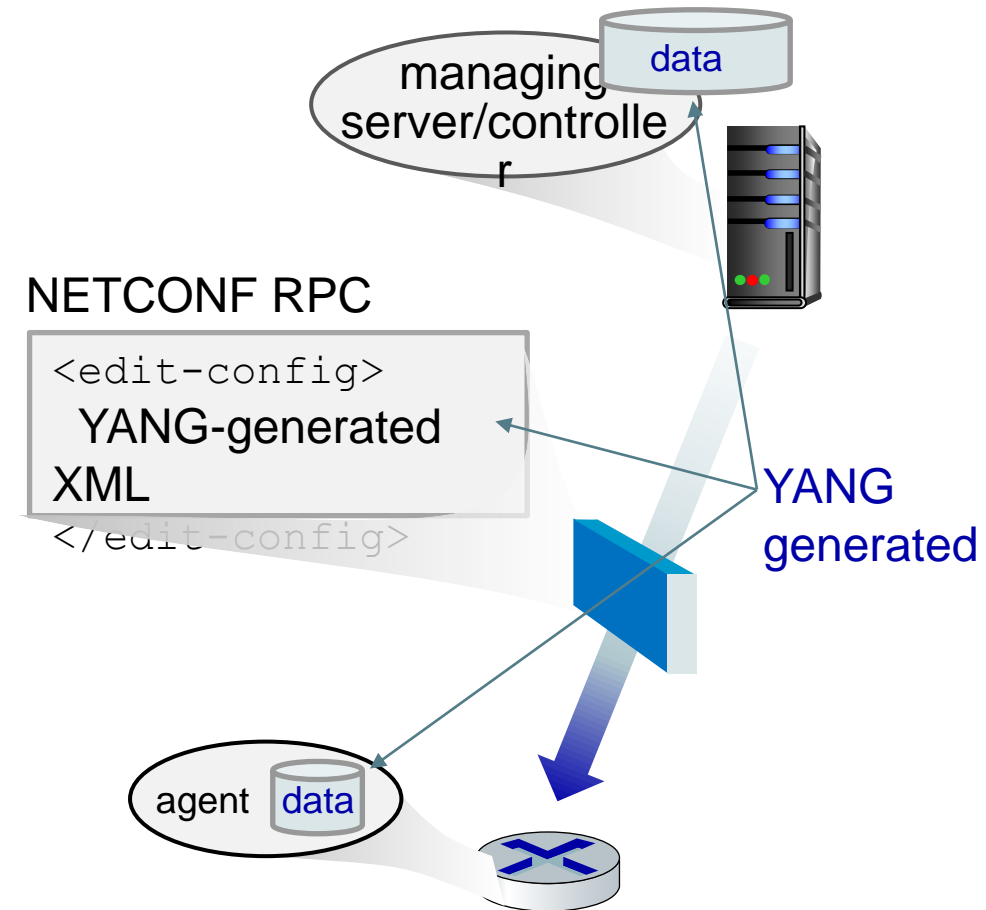 data
managing
server/controlle
r
NETCONF RPC
<edit-config>
YANG-generated
XML
</edit-config>
YANG
generated
agent data